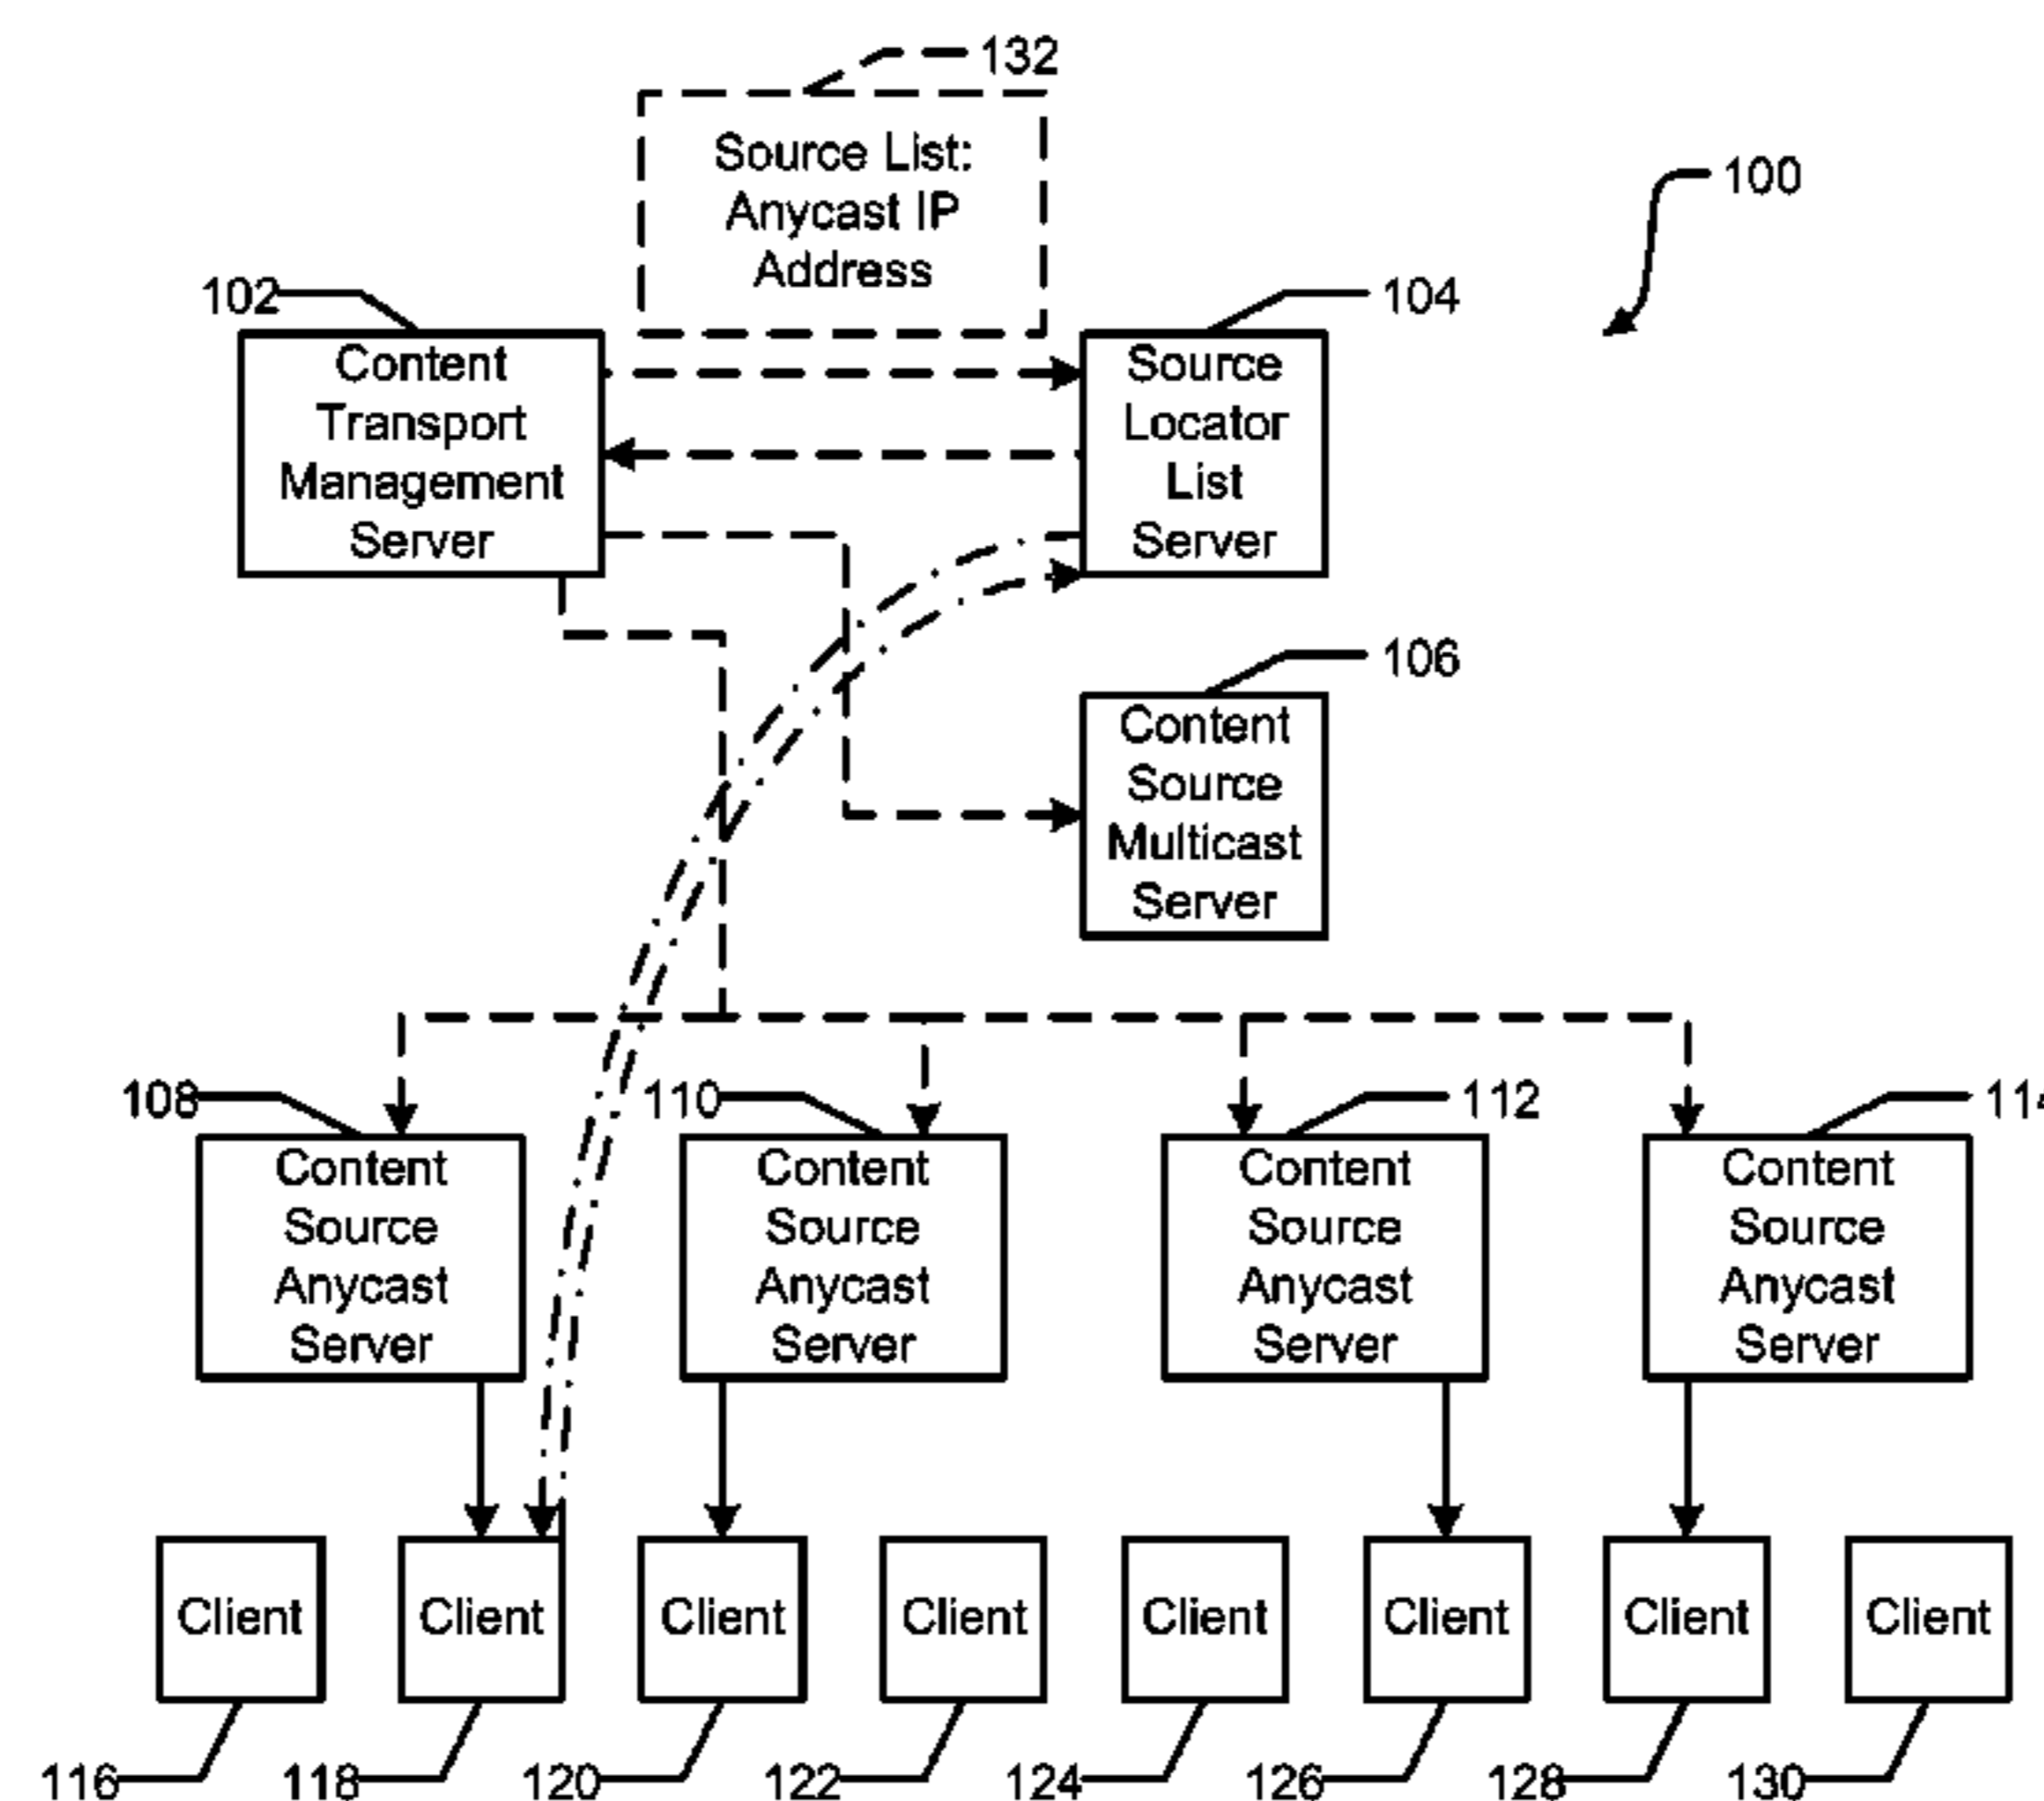 132
Source List:
Anycast IP
Address
100
102
104
Content
Transport
Management
Server
Source
Locator
List
Server
106
Content
Source
Multicast
Server
108
110
112
Content
Source
Anycast
Server
Content
Source
Anycast
Server
Content
Source
Anycast
Server
Content
Source
Anycast
Server
Client
Client
Client
Client
Client
Client
Client
Client
116
118
120
122
124
126
128
130